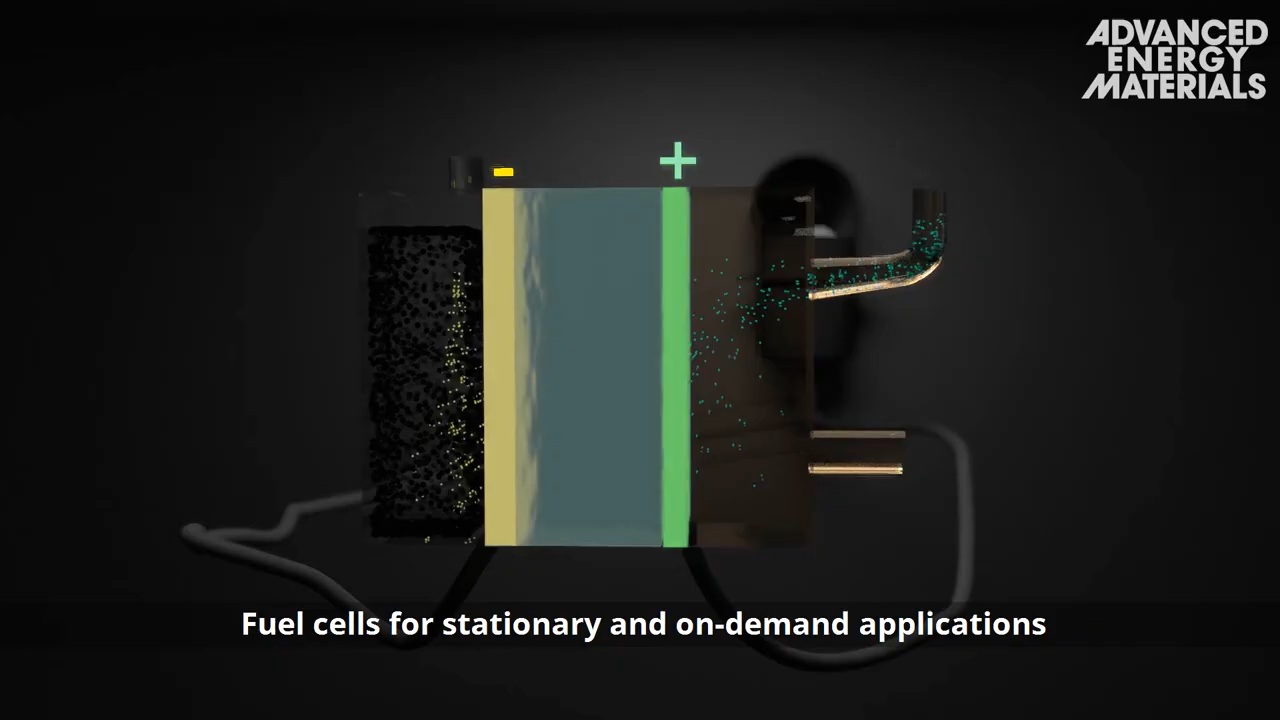 ADVANCED
ENERGY
MATERIALS
+
-
Fuel cells for stationary and on-demand applications